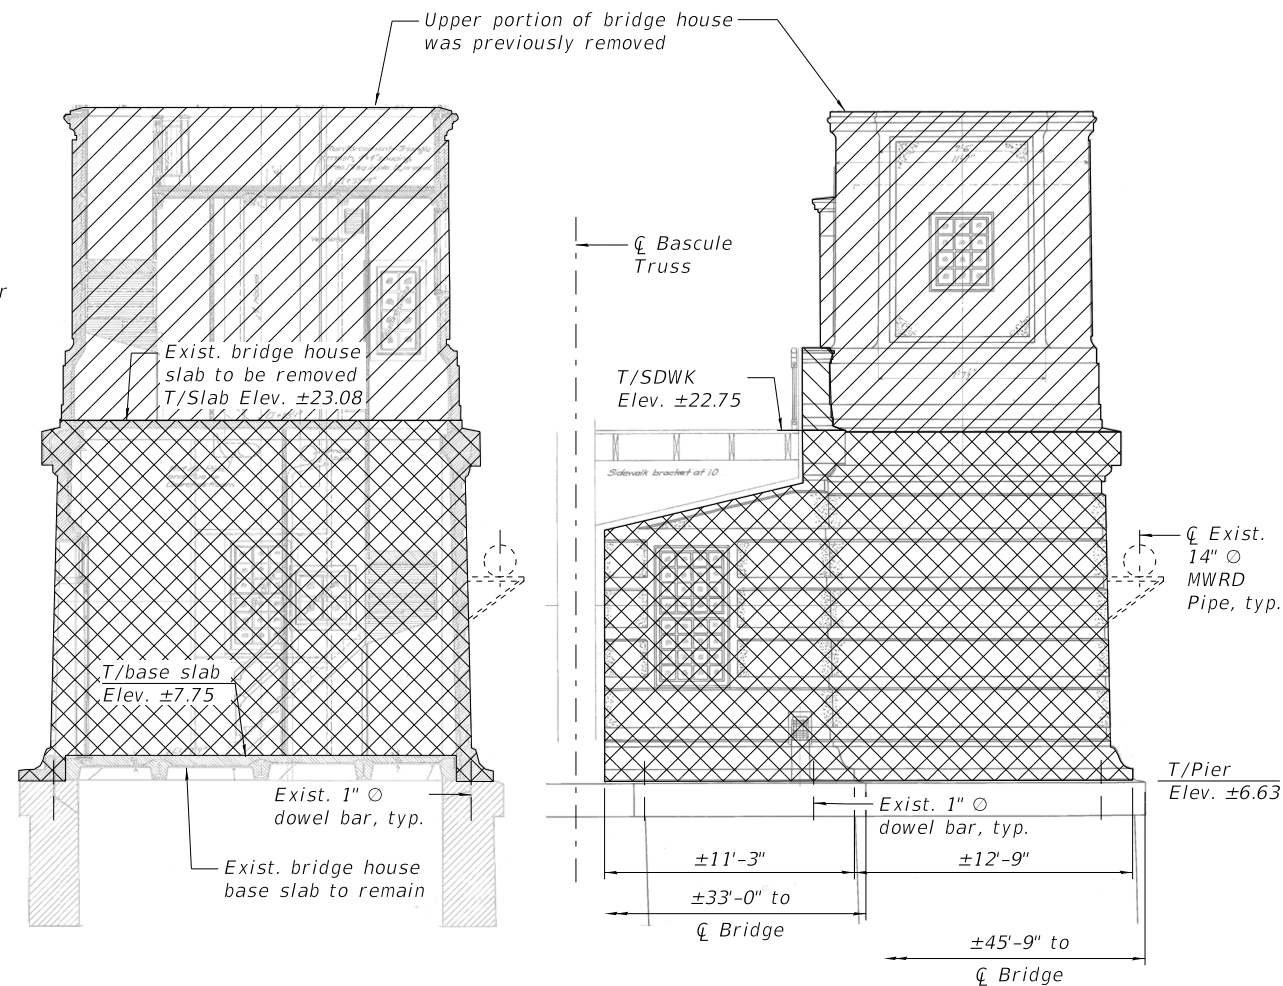 Upper portion of bridge house
was previously removed
℄ Bascule
Truss
r
Exist. bridge house
slab to be removed
T/Slab Elev. ±23.08
T/SDWK
Elev. ±22.75
Sidewalk bracket at 10
℄ Exist.
14" ∅
MWRD
Pipe, typ.
T/base slab
Elev. ±7.75
T/Pier
Elev. ±6.63
Exist. 1" ∅
dowel bar, typ.
Exist. 1" ∅
dowel bar, typ.
Exist. bridge house
base slab to remain
±11'-3"
±12'-9"
±33'-0" to
℄ Bridge
±45'-9" to
℄ Bridge